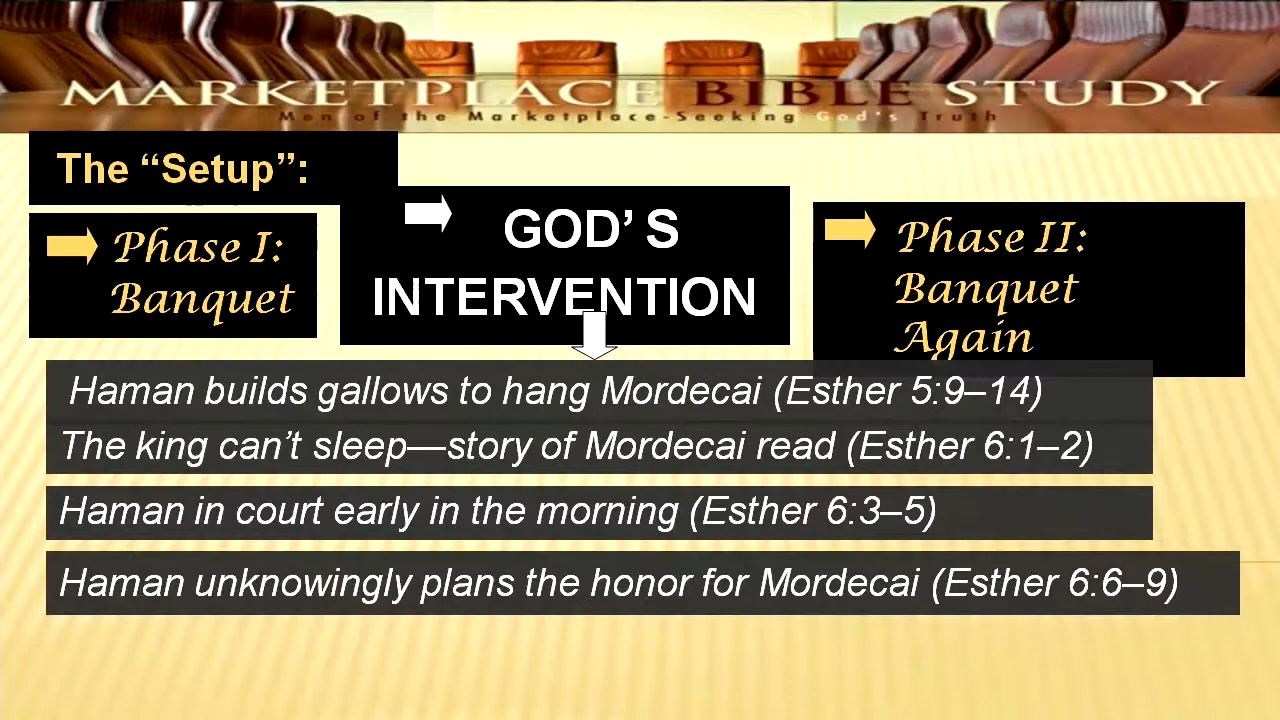 MARKETPLACE BIBLE STUDY
Men of the Marketplace-Seeking God's Truth
The “Setup”:
Phase I:
Banquet
GOD’ S
INTERVENTION
Phase II:
Banquet
Again
Haman builds gallows to hang Mordecai (Esther 5:9–14)
The king can’t sleep—story of Mordecai read (Esther 6:1–2)
Haman in court early in the morning (Esther 6:3–5)
Haman unknowingly plans the honor for Mordecai (Esther 6:6–9)